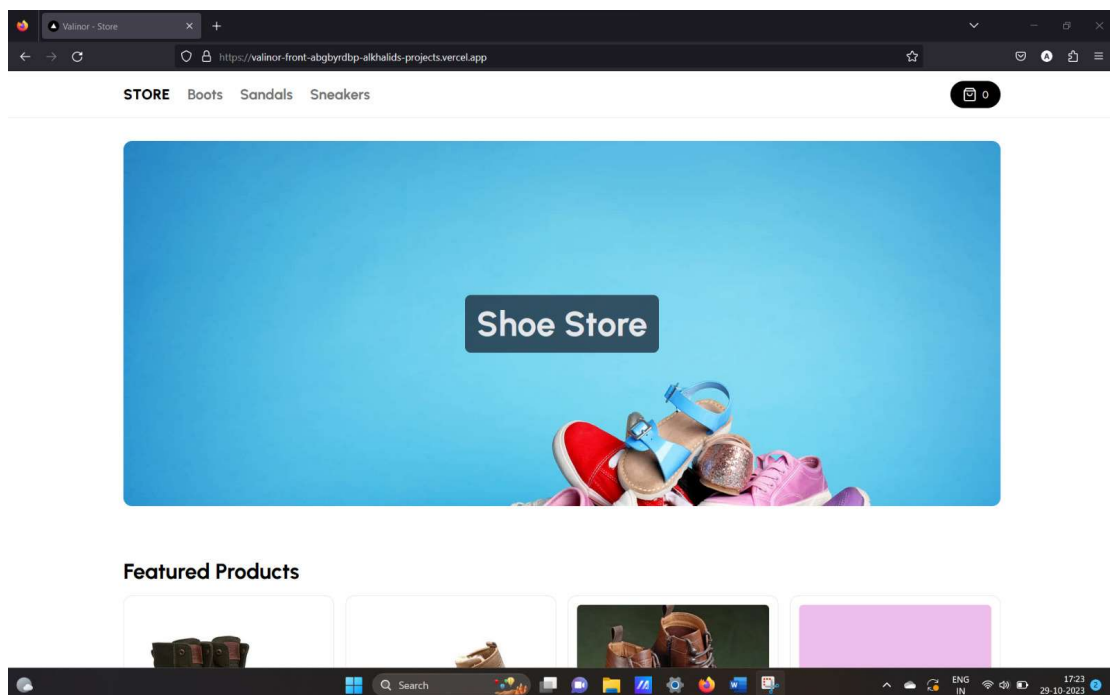 Valinor - Store
https://valinor-front-abgbyrdbp-alkhalids-projects.vercel.app
STORE Boots Sandals Sneakers
0
Shoe Store
Featured Products
Search
ENG
IN
17:23
29-10-2023
2